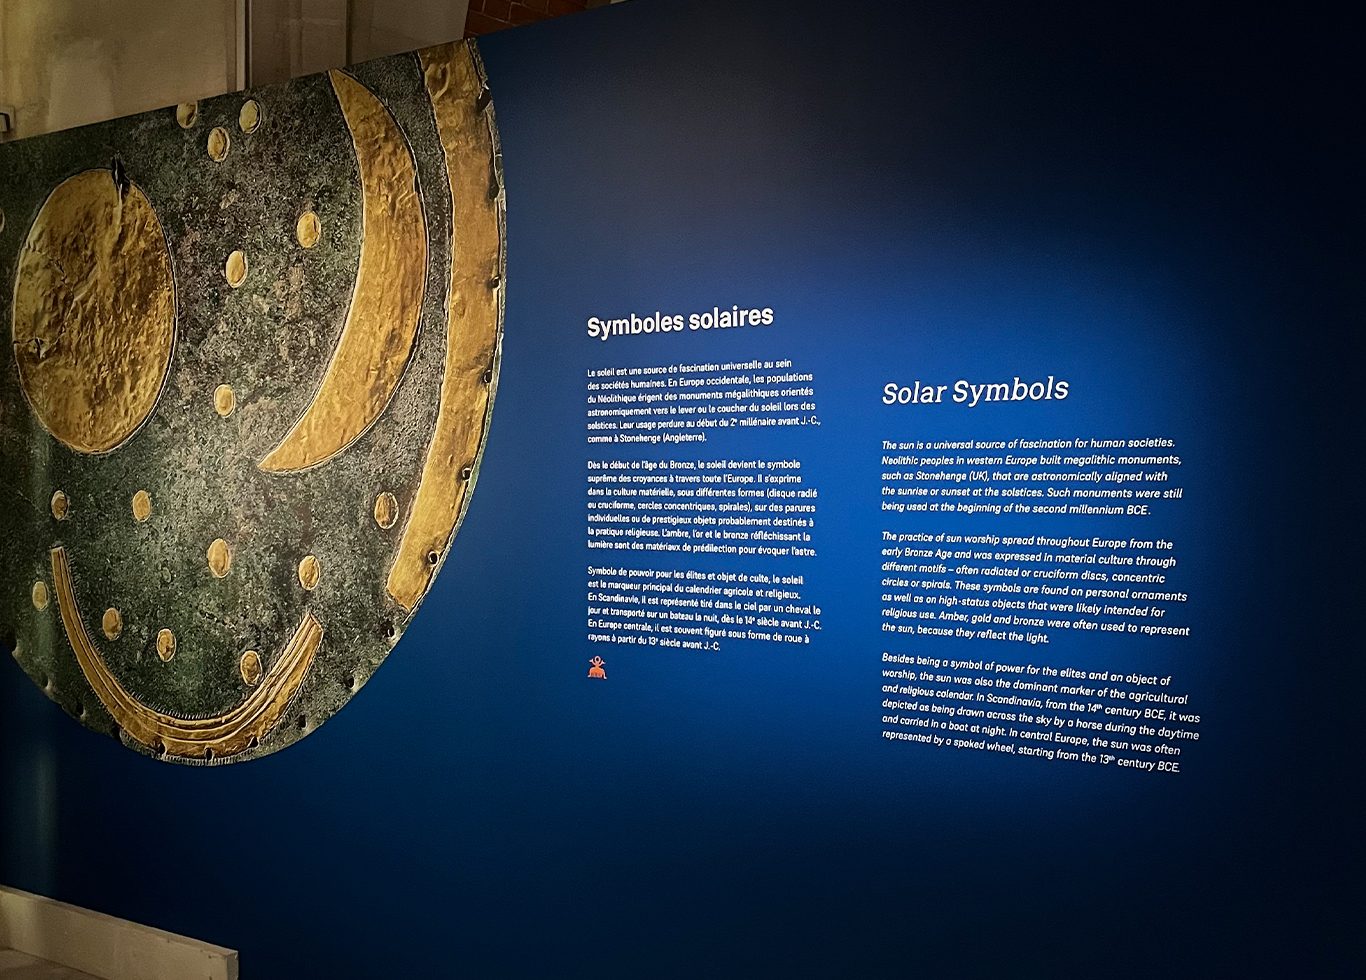 Symboles solaires
Le soleil est une source de fascination universelle au sein
des sociétés humaines. En Europe occidentale, les populations
du Néolithique érigent des monuments mégalithiques orientés
astronomiquement vers le lever ou le coucher du soleil lors des
solstices. Leur usage perdure au début du 2ᵉ millénaire avant J.-C.,
comme à Stonehenge (Angleterre).
Dès le début de l'âge du Bronze, le soleil devient le symbole
suprême des croyances à travers toute l'Europe. Il s'exprime
dans la culture matérielle, sous différentes formes (disque radié
ou cruciforme, cercles concentriques, spirales), sur des parures
individuelles ou de prestigieux objets probablement destinés à
la pratique religieuse. L'ambre, l'or et le bronze réfléchissant la
lumière sont des matériaux de prédilection pour évoquer l'astre.
Symbole de pouvoir pour les élites et objet de culte, le soleil
est le marqueur principal du calendrier agricole et religieux.
En Scandinavie, il est représenté tiré dans le ciel par un cheval le
jour et transporté sur un bateau la nuit, dès le 14ᵉ siècle avant J.-C.
En Europe centrale, il est souvent figuré sous forme de roue à
rayons à partir du 13ᵉ siècle avant J.-C.
Solar Symbols
The sun is a universal source of fascination for human societies.
Neolithic peoples in western Europe built megalithic monuments,
such as Stonehenge (UK), that are astronomically aligned with
the sunrise or sunset at the solstices. Such monuments were still
being used at the beginning of the second millennium BCE.
The practice of sun worship spread throughout Europe from the
early Bronze Age and was expressed in material culture through
different motifs – often radiated or cruciform discs, concentric
circles or spirals. These symbols are found on personal ornaments
as well as on high-status objects that were likely intended for
religious use. Amber, gold and bronze were often used to represent
the sun, because they reflect the light.
Besides being a symbol of power for the elites and an object of
worship, the sun was also the dominant marker of the agricultural
and religious calendar. In Scandinavia, from the 14ᵗʰ century BCE, it was
depicted as being drawn across the sky by a horse during the daytime
and carried in a boat at night. In central Europe, the sun was often
represented by a spoked wheel, starting from the 13ᵗʰ century BCE.